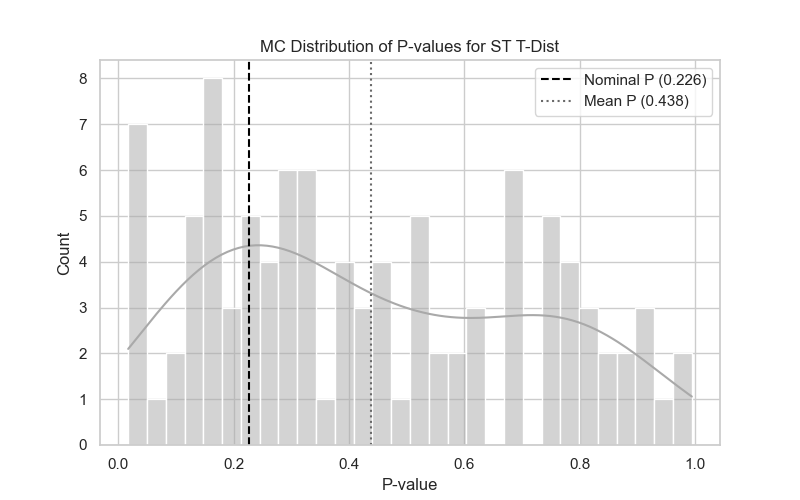 MC Distribution of P-values for ST T-Dist
Nominal P (0.226)
Mean P (0.438)
8
7
6
5
4
3
2
1
0
Count
0.0 0.2 0.4 0.6 0.8 1.0
P-value